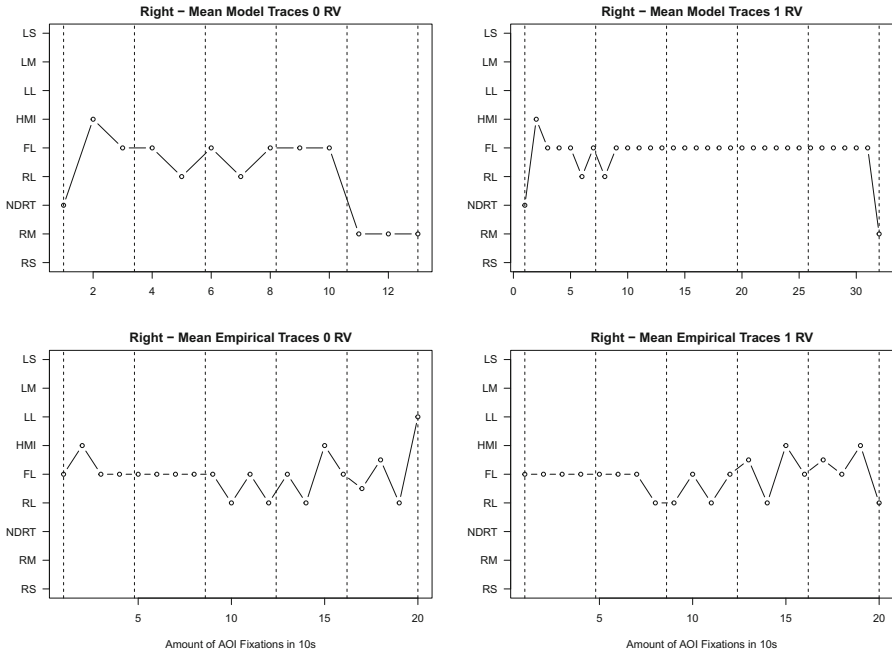 Right − Mean Model Traces 0 RV
LS
LM
LL
HMI
FL
RL
NDRT
RM
RS
2 4 6 8 10 12
Right − Mean Model Traces 1 RV
LS
LM
LL
HMI
FL
RL
NDRT
RM
RS
0 5 10 15 20 25 30
Right − Mean Empirical Traces 0 RV
LS
LM
LL
HMI
FL
RL
NDRT
RM
RS
5 10 15 20
Amount of AOI Fixations in 10s
Right − Mean Empirical Traces 1 RV
LS
LM
LL
HMI
FL
RL
NDRT
RM
RS
5 10 15 20
Amount of AOI Fixations in 10s